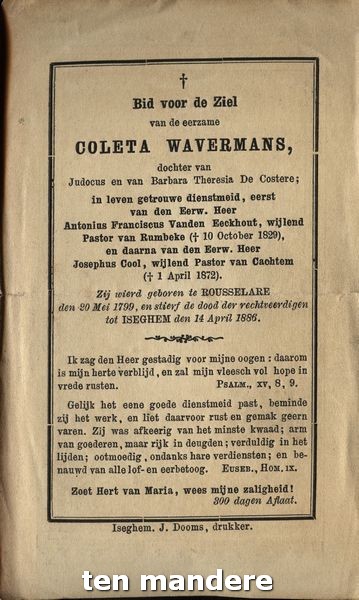 †
Bid voor de Ziel
van de eerzame
COLETA WAVERMANS,
dochter van
Judocus en van Barbara Theresia De Costere;
in leven getrouwe dienstmeid, eerst
van den Eerw. Heer
Antonius Franciscus Vanden Eeckhout, wijlend
Pastor van Rumbeke († 10 October 1829),
en daarna van den Eerw. Heer
Josephus Cool, wijlend Pastor van Cachtem
(† 1 April 1872).
Zij wierd geboren te ROUSSELARE
den 20 Mei 1799, en stierf de dood der rechtveerdigen
tot ISEGHEM den 14 April 1886.
Ik zag den Heer gestadig voor mijne oogen : daarom
is mijn herte verblijd, en zal mijn vleesch vol hope in
vrede rusten. PSALM., XV, 8, 9.
Gelijk het eene goede dienstmeid past, beminde
zij het werk, en liet daarvoor rust en gemak geern
varen. Zij was afkeerig van het minste kwaad; arm
van goederen, maar rijk in deugden; verduldig in het
lijden; ootmoedig, ondanks hare verdiensten; en be-
nauwd van alle lof- en eerbetoog. EUSEB., HOM. IX.
Zoet Hert van Maria, wees mijne zaligheid!
300 dagen Aflaat.
Iseghem. J. Dooms, drukker.
ten mandere